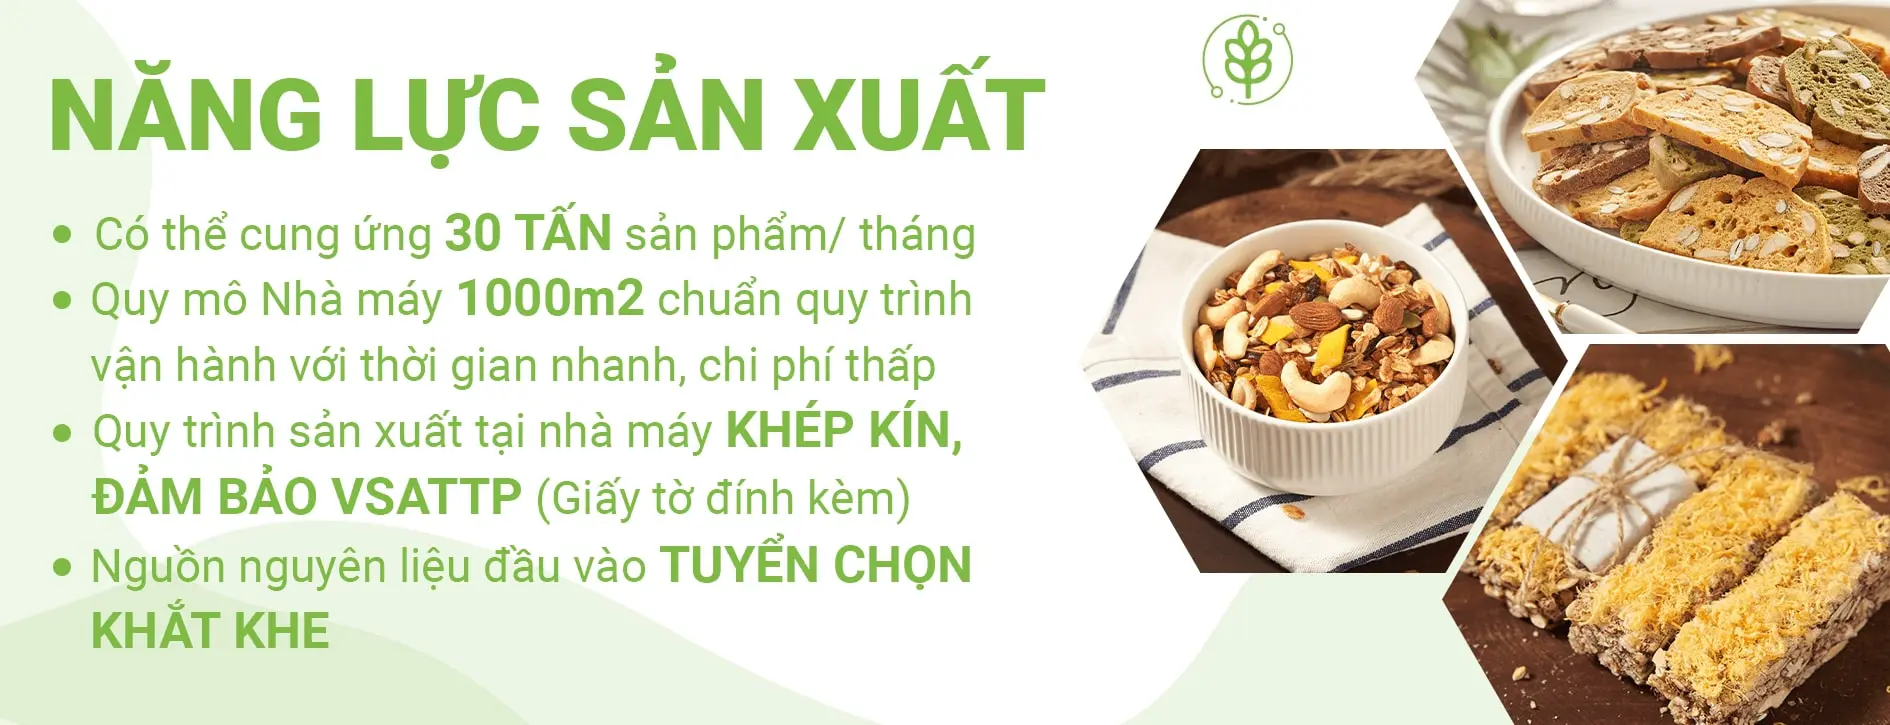 NĂNG LỰC SẢN XUẤT
• Có thể cung ứng 30 TẤN sản phẩm/ tháng
• Quy mô Nhà máy 1000m2 chuẩn quy trình
vận hành với thời gian nhanh, chi phí thấp
• Quy trình sản xuất tại nhà máy KHÉP KÍN,
ĐẢM BẢO VSATTP (Giấy tờ đính kèm)
• Nguồn nguyên liệu đầu vào TUYỂN CHỌN
KHẮT KHE